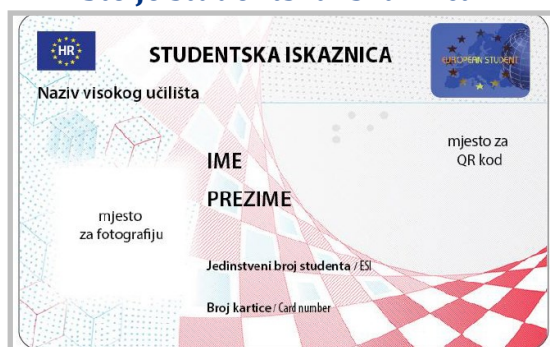 HR
STUDENTSKA ISKAZNICA
EUROPEAN STUDENT
Naziv visokog učilišta
mjesto za
QR kod
IME
PREZIME
mjesto
za fotografiju
Jedinstveni broj studenta / ESI
Broj kartice / Card number